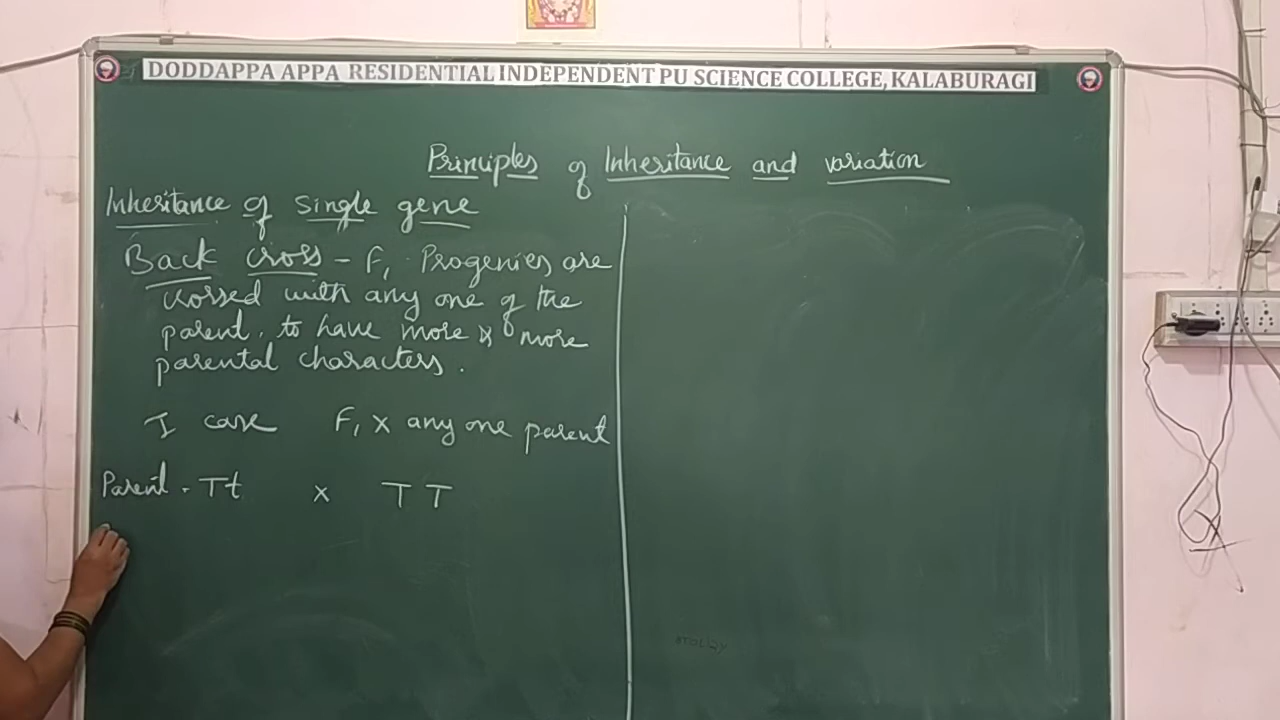 DODDAPPA APPA RESIDENTIAL INDEPENDENT PU SCIENCE COLLEGE, KALABURAGI
Principles of Inheritance and variation
Inheritance of single gene
Back cross - F1 Progenies are
crossed with any one of the
parent. to have more & more
parental characters.
I case F1 x any one parent
Parent - Tt x TT